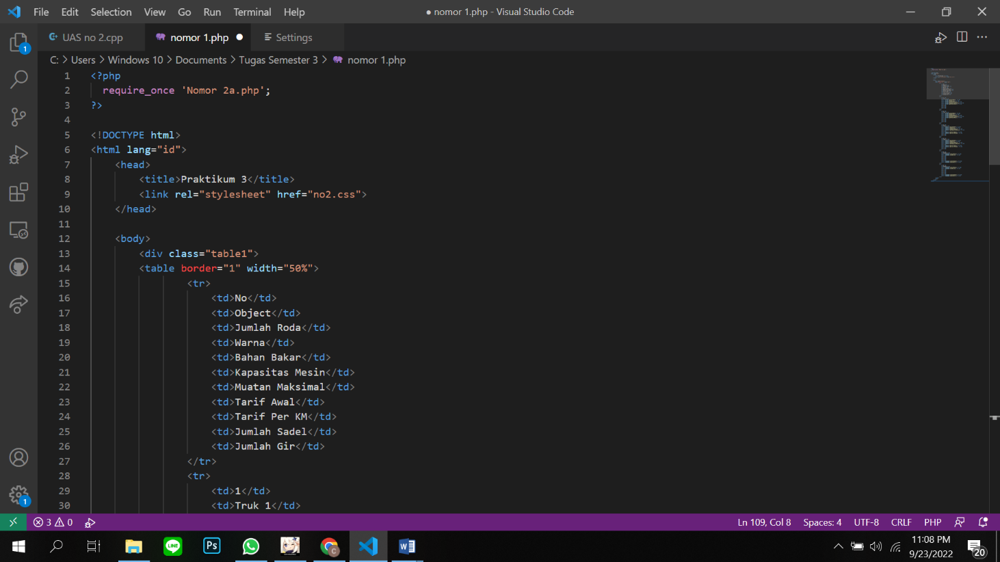 File Edit Selection View Go Run Terminal Help
● nomor 1.php - Visual Studio Code
UAS no 2.cpp
nomor 1.php
Settings
C: > Users > Windows 10 > Documents > Tugas Semester 3 > nomor 1.php
1 <?php
2 require_once 'Nomor 2a.php';
3 ?>
4
5 <!DOCTYPE html>
6 <html lang="id">
7 <head>
8 <title>Praktikum 3</title>
9 <link rel="stylesheet" href="no2.css">
10 </head>
11
12 <body>
13 <div class="table1">
14 <table border="1" width="50%">
15 <tr>
16 <td>No</td>
17 <td>Object</td>
18 <td>Jumlah Roda</td>
19 <td>Warna</td>
20 <td>Bahan Bakar</td>
21 <td>Kapasitas Mesin</td>
22 <td>Muatan Maksimal</td>
23 <td>Tarif Awal</td>
24 <td>Tarif Per KM</td>
25 <td>Jumlah Sadel</td>
26 <td>Jumlah Gir</td>
27 </tr>
28 <tr>
29 <td>1</td>
30 <td>Truk 1</td>
1
1
3 0
Ln 109, Col 8 Spaces: 4 UTF-8 CRLF PHP
LINE
Ps
C
W
11:08 PM
9/23/2022
20